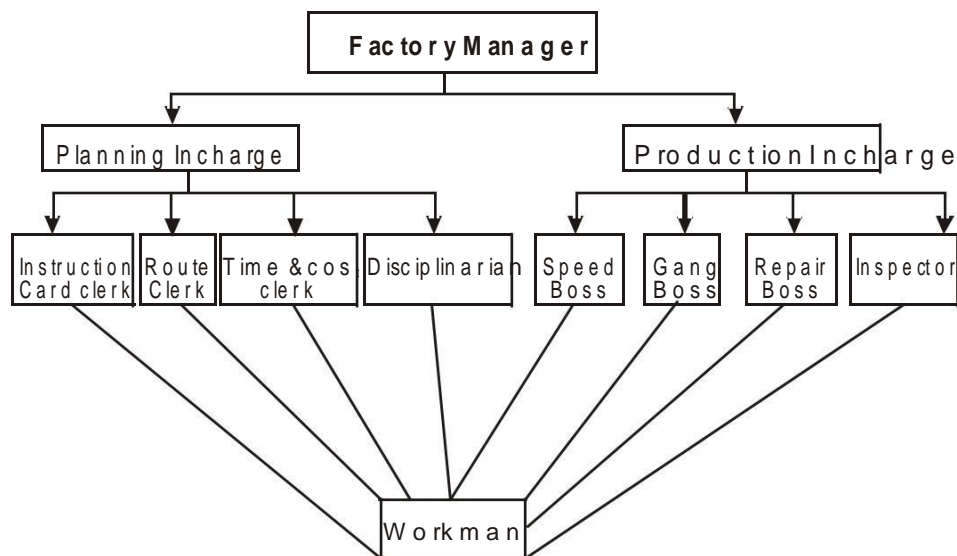 Factory Manager
Planning Incharge
Production Incharge
Instruction
Card clerk
Route
Clerk
Time & cos
clerk
Disciplinarian
Speed
Boss
Gang
Boss
Repair
Boss
Inspector
Workman